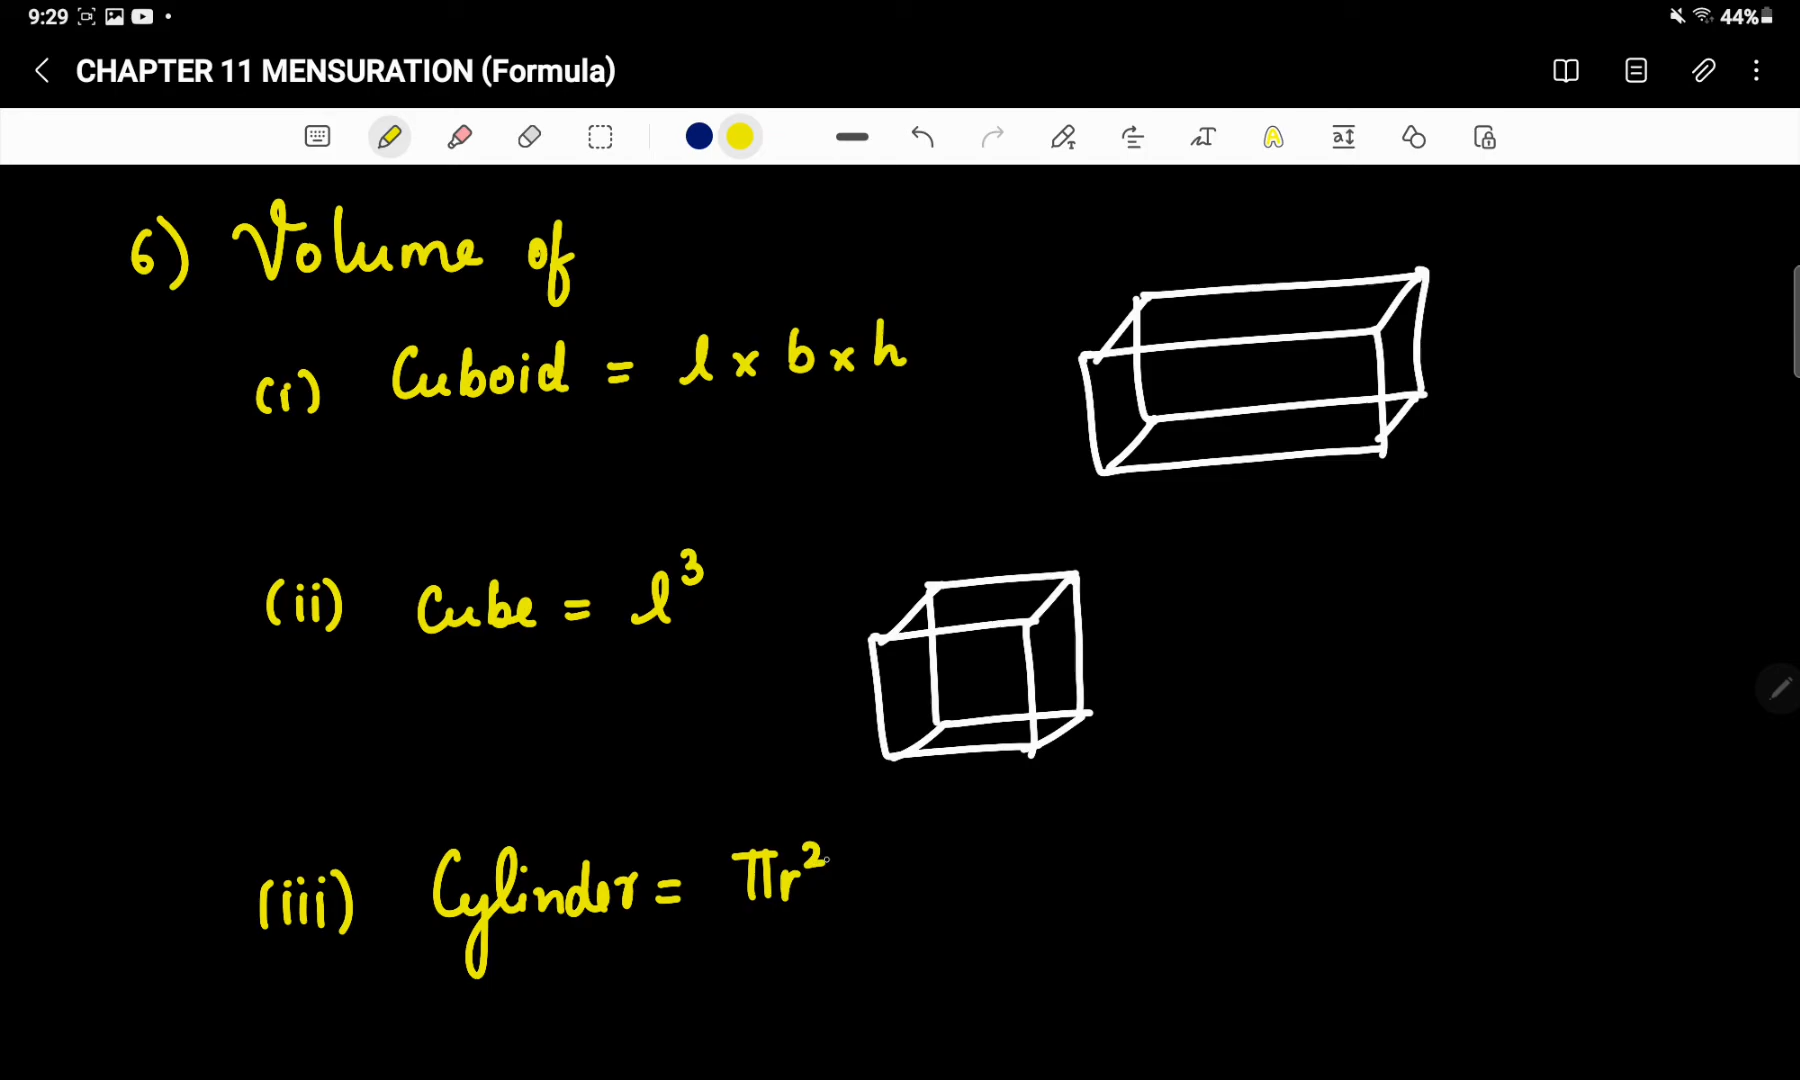 9:29 44%
CHAPTER 11 MENSURATION (Formula)
6) Volume of
(i) Cuboid = l × b × h
(ii) Cube = l³
(iii) Cylinder = πr²